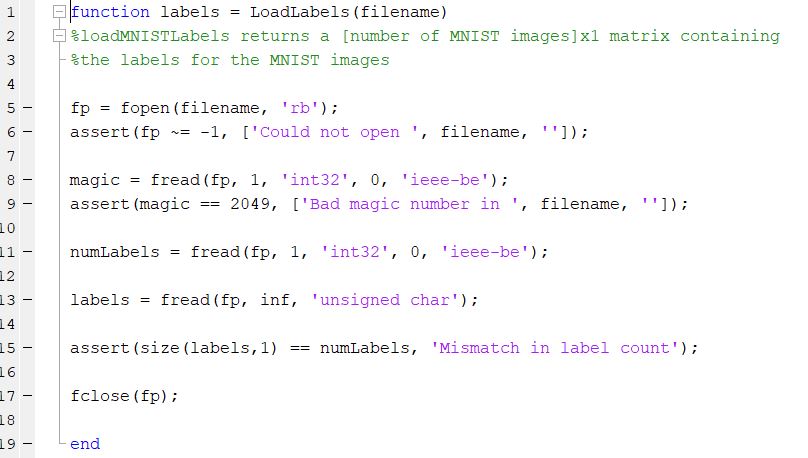 1 function labels = LoadLabels(filename)
2 %loadMNISTLabels returns a [number of MNIST images]x1 matrix containing
3 %the labels for the MNIST images
4
5 fp = fopen(filename, 'rb');
6 assert(fp ~= -1, ['Could not open ', filename, '']);
7
8 magic = fread(fp, 1, 'int32', 0, 'ieee-be');
9 assert(magic == 2049, ['Bad magic number in ', filename, '']);
10
11 numLabels = fread(fp, 1, 'int32', 0, 'ieee-be');
12
13 labels = fread(fp, inf, 'unsigned char');
14
15 assert(size(labels,1) == numLabels, 'Mismatch in label count');
16
17 fclose(fp);
18
19 end